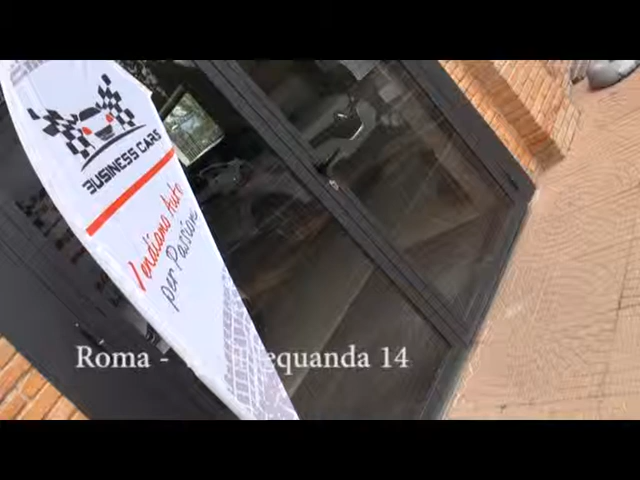 BUSINESS CARS
Vendiamo Auto
per Passione
Roma - equanda 14